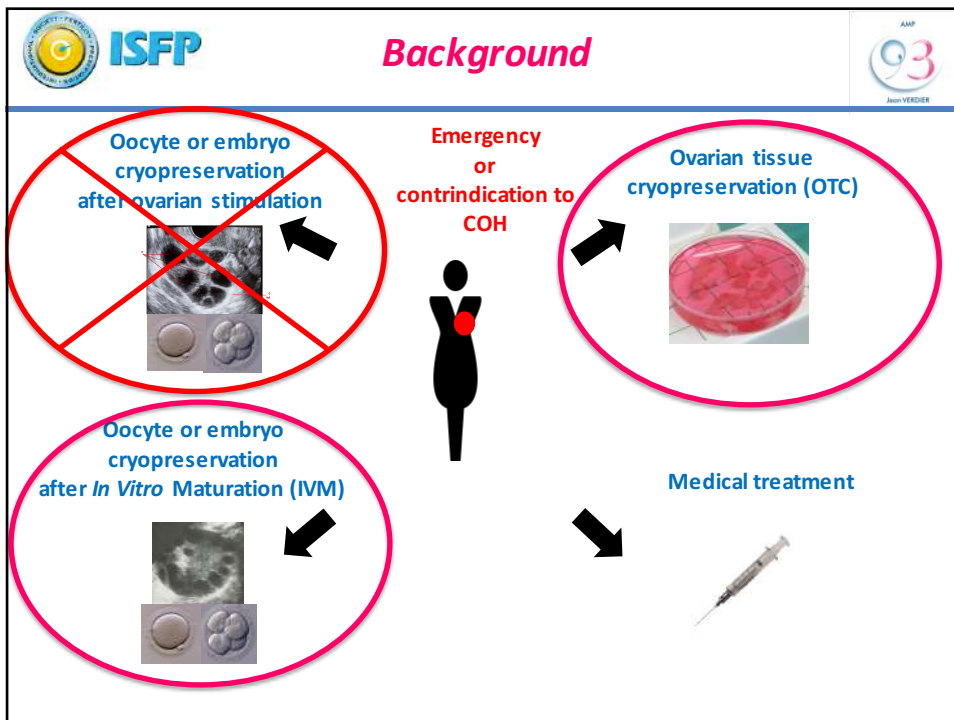 ISFP
Background
AMP
93
Jean VERDIER
Oocyte or embryo
cryopreservation
after ovarian stimulation
Emergency
or
contrindication to
COH
Ovarian tissue
cryopreservation (OTC)
Oocyte or embryo
cryopreservation
after In Vitro Maturation (IVM)
Medical treatment